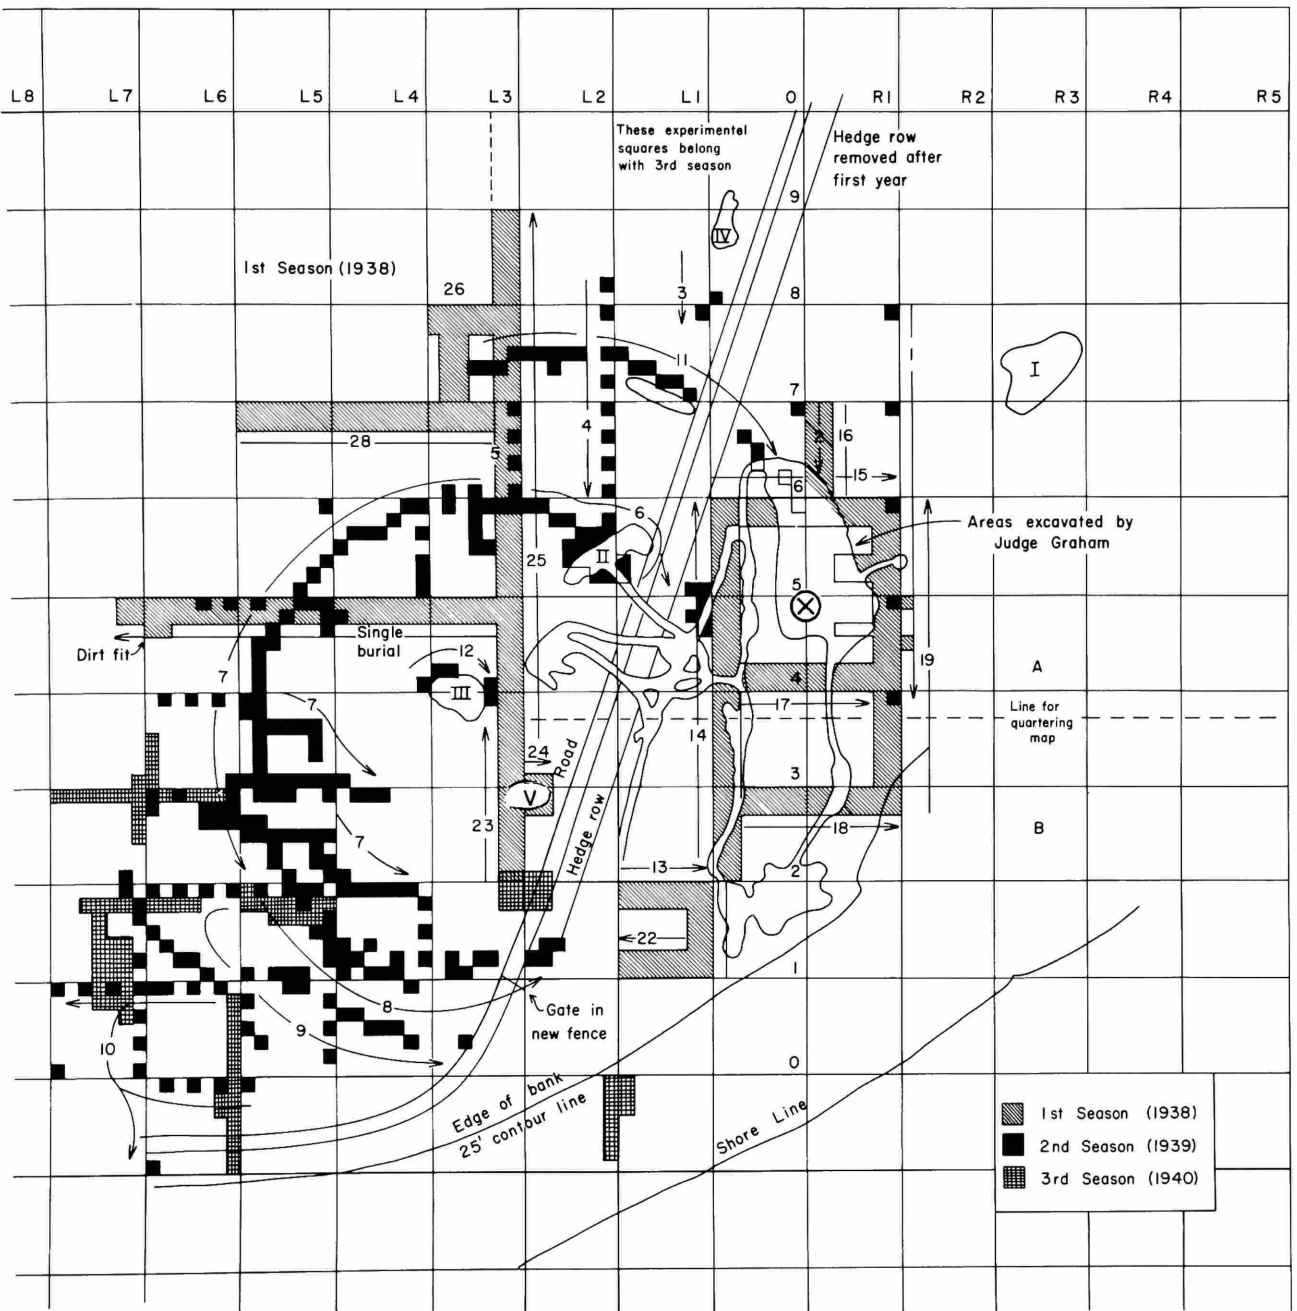 L8 L7 L6 L5 L4 L3 L2 L1 0 R1 R2 R3 R4 R5
These experimental
squares belong
with 3rd season
Hedge row
removed after
first year
9
IV
1st Season (1938)
26
3
8
11
I
7
28
5
4
2
16
15
6
6
Areas excavated by
Judge Graham
II
25
5
Single
burial
Dirt fit
12
7
7
III
4
19
A
17
Line for
quartering
map
14
24
Road
3
V
7
23
Hedge row
18
B
13
2
22
1
8
Gate in
new fence
9
10
0
Edge of bank
25' contour line
Shore Line
1st Season (1938)
2nd Season (1939)
3rd Season (1940)